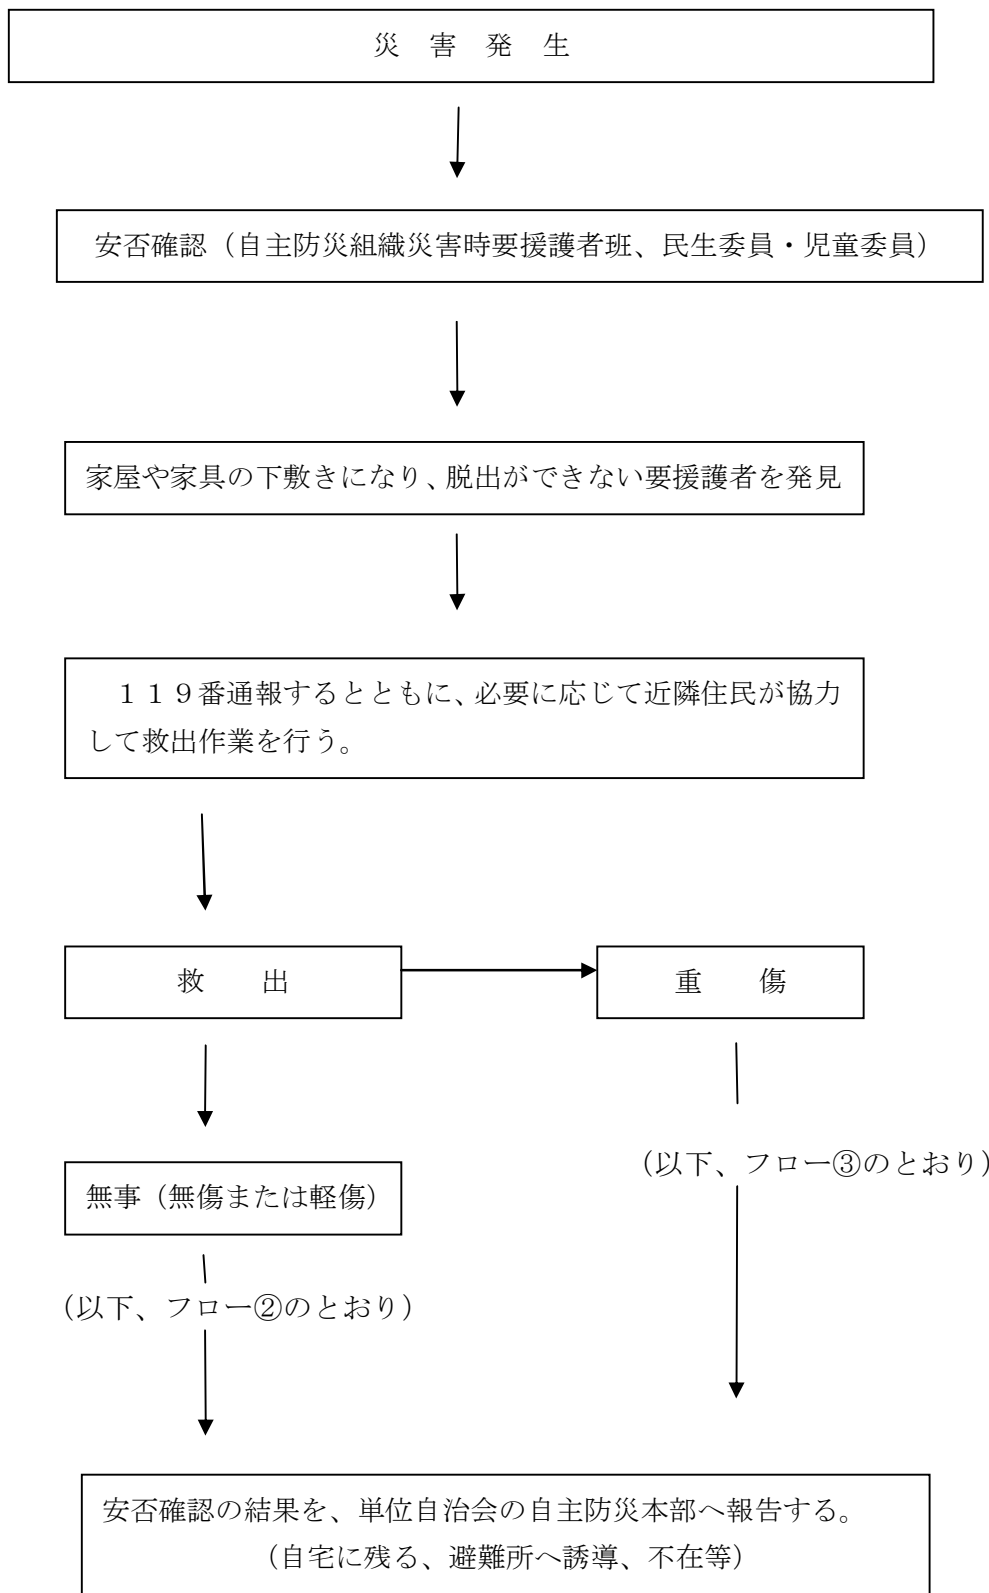 災　害　発　生
安否確認（自主防災組織災害時要援護者班、民生委員・児童委員）
家屋や家具の下敷きになり、脱出ができない要援護者を発見
１１９番通報するとともに、必要に応じて近隣住民が協力
して救出作業を行う。
救　　出
重　　傷
（以下、フロー③のとおり）
無事（無傷または軽傷）
（以下、フロー②のとおり）
安否確認の結果を、単位自治会の自主防災本部へ報告する。
（自宅に残る、避難所へ誘導、不在等）